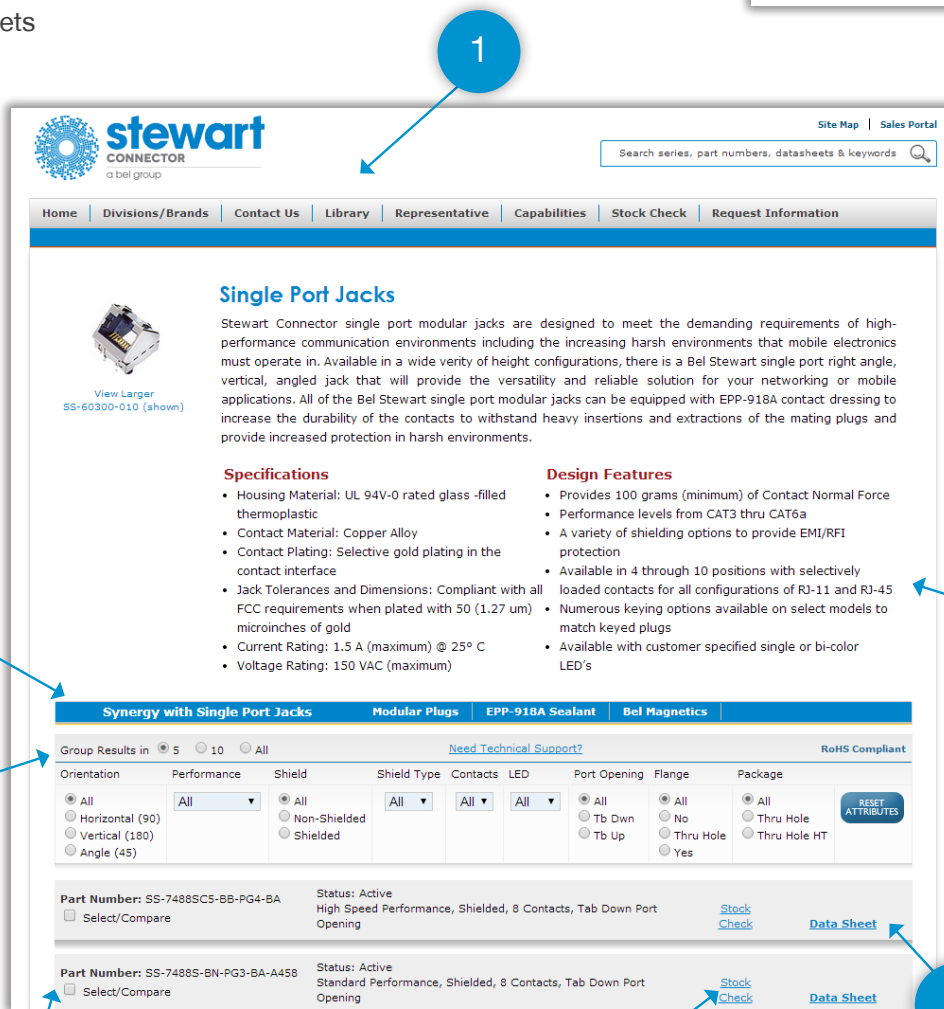 ets
1
stewart
CONNECTOR
a bel group
Site Map | Sales Portal
Search series, part numbers, datasheets & keywords
Home | Divisions/Brands | Contact Us | Library | Representative | Capabilities | Stock Check | Request Information
Single Port Jacks
Stewart Connector single port modular jacks are designed to meet the demanding requirements of high-
performance communication environments including the increasing harsh environments that mobile electronics
must operate in. Available in a wide verity of height configurations, there is a Bel Stewart single port right angle,
vertical, angled jack that will provide the versatility and reliable solution for your networking or mobile
applications. All of the Bel Stewart single port modular jacks can be equipped with EPP-918A contact dressing to
increase the durability of the contacts to withstand heavy insertions and extractions of the mating plugs and
provide increased protection in harsh environments.
View Larger
SS-60300-010 (shown)
Specifications
• Housing Material: UL 94V-0 rated glass -filled
thermoplastic
• Contact Material: Copper Alloy
• Contact Plating: Selective gold plating in the
contact interface
• Jack Tolerances and Dimensions: Compliant with all
FCC requirements when plated with 50 (1.27 um)
microinches of gold
• Current Rating: 1.5 A (maximum) @ 25º C
• Voltage Rating: 150 VAC (maximum)
Design Features
• Provides 100 grams (minimum) of Contact Normal Force
• Performance levels from CAT3 thru CAT6a
• A variety of shielding options to provide EMI/RFI
protection
• Available in 4 through 10 positions with selectively
loaded contacts for all configurations of RJ-11 and RJ-45
• Numerous keying options available on select models to
match keyed plugs
• Available with customer specified single or bi-color
LED's
Synergy with Single Port Jacks Modular Plugs | EPP-918A Sealant | Bel Magnetics |
Group Results in 5 10 All Need Technical Support? RoHS Compliant
Orientation Performance Shield Shield Type Contacts LED Port Opening Flange Package
All All All All All All All All All
Horizontal (90) Non-Shielded Tb Dwn No Thru Hole
Vertical (180) Shielded Tb Up Thru Hole Thru Hole HT
Angle (45) Yes
RESET
ATTRIBUTES
Part Number: SS-7488SC5-BB-PG4-BA
Select/Compare
Status: Active
High Speed Performance, Shielded, 8 Contacts, Tab Down Port
Opening
Stock
Check
Data Sheet
Part Number: SS-7488S-BN-PG3-BA-A458
Select/Compare
Status: Active
Standard Performance, Shielded, 8 Contacts, Tab Down Port
Opening
Stock
Check
Data Sheet